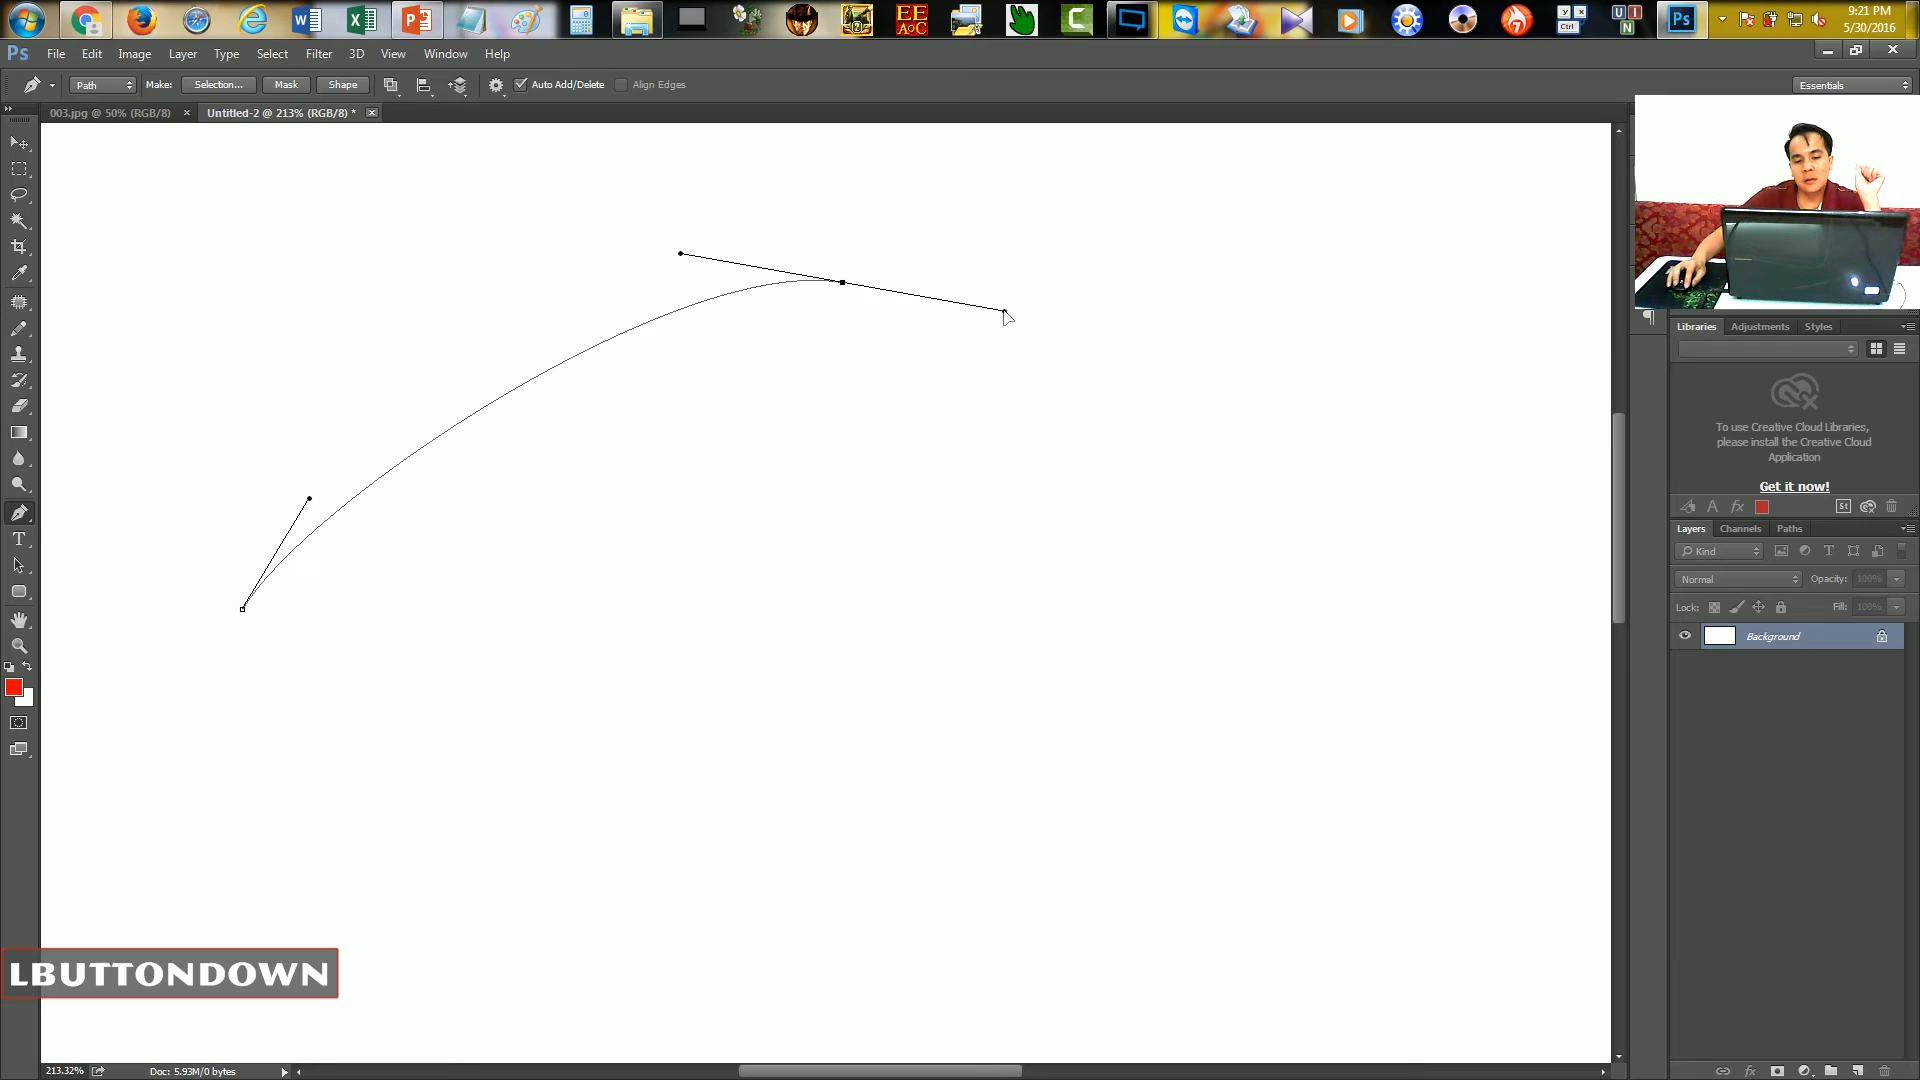 9:21 PM
5/30/2016
Ps File Edit Image Layer Type Select Filter 3D View Window Help
Path Make: Selection... Mask Shape Auto Add/Delete Align Edges Essentials
003.jpg @ 50% (RGB/8) × Untitled-2 @ 213% (RGB/8) * ×
Libraries Adjustments Styles
To use Creative Cloud Libraries,
please install the Creative Cloud
Application
Get it now!
Layers Channels Paths
Kind
Normal Opacity: 100%
Lock: Fill: 100%
Background
LBUTTONDOWN
213.32% Doc: 5.93M/0 bytes